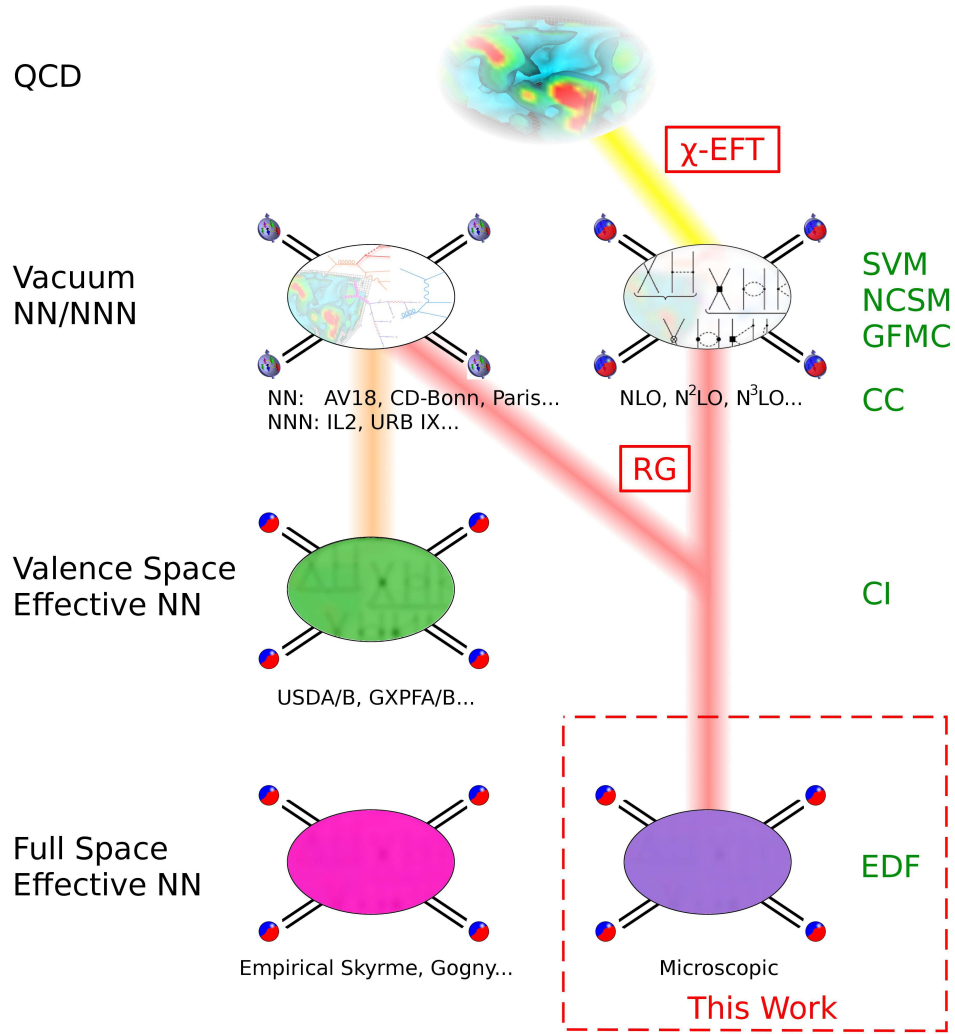 QCD
χ-EFT
Vacuum
NN/NNN
SVM
NCSM
GFMC
NN: AV18, CD-Bonn, Paris...
NNN: IL2, URB IX...
NLO, N²LO, N³LO...
CC
RG
Valence Space
Effective NN
CI
USDA/B, GXPFA/B...
Full Space
Effective NN
EDF
Empirical Skyrme, Gogny...
Microscopic
This Work